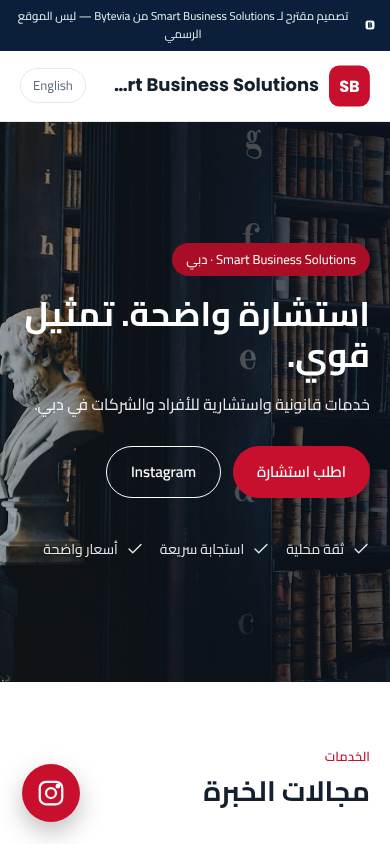 تصميم مقترح لـ Smart Business Solutions من Bytevia — ليس الموقع
الرسمي
SB
...rt Business Solutions
English
k
i
h
g
f
e
d
c
Smart Business Solutions · دبي
استشارة واضحة. تمثيل
قوي.
خدمات قانونية واستشارية للأفراد والشركات في دبي.
اطلب استشارة
Instagram
ثقة محلية
استجابة سريعة
أسعار واضحة
الخدمات
مجالات الخبرة